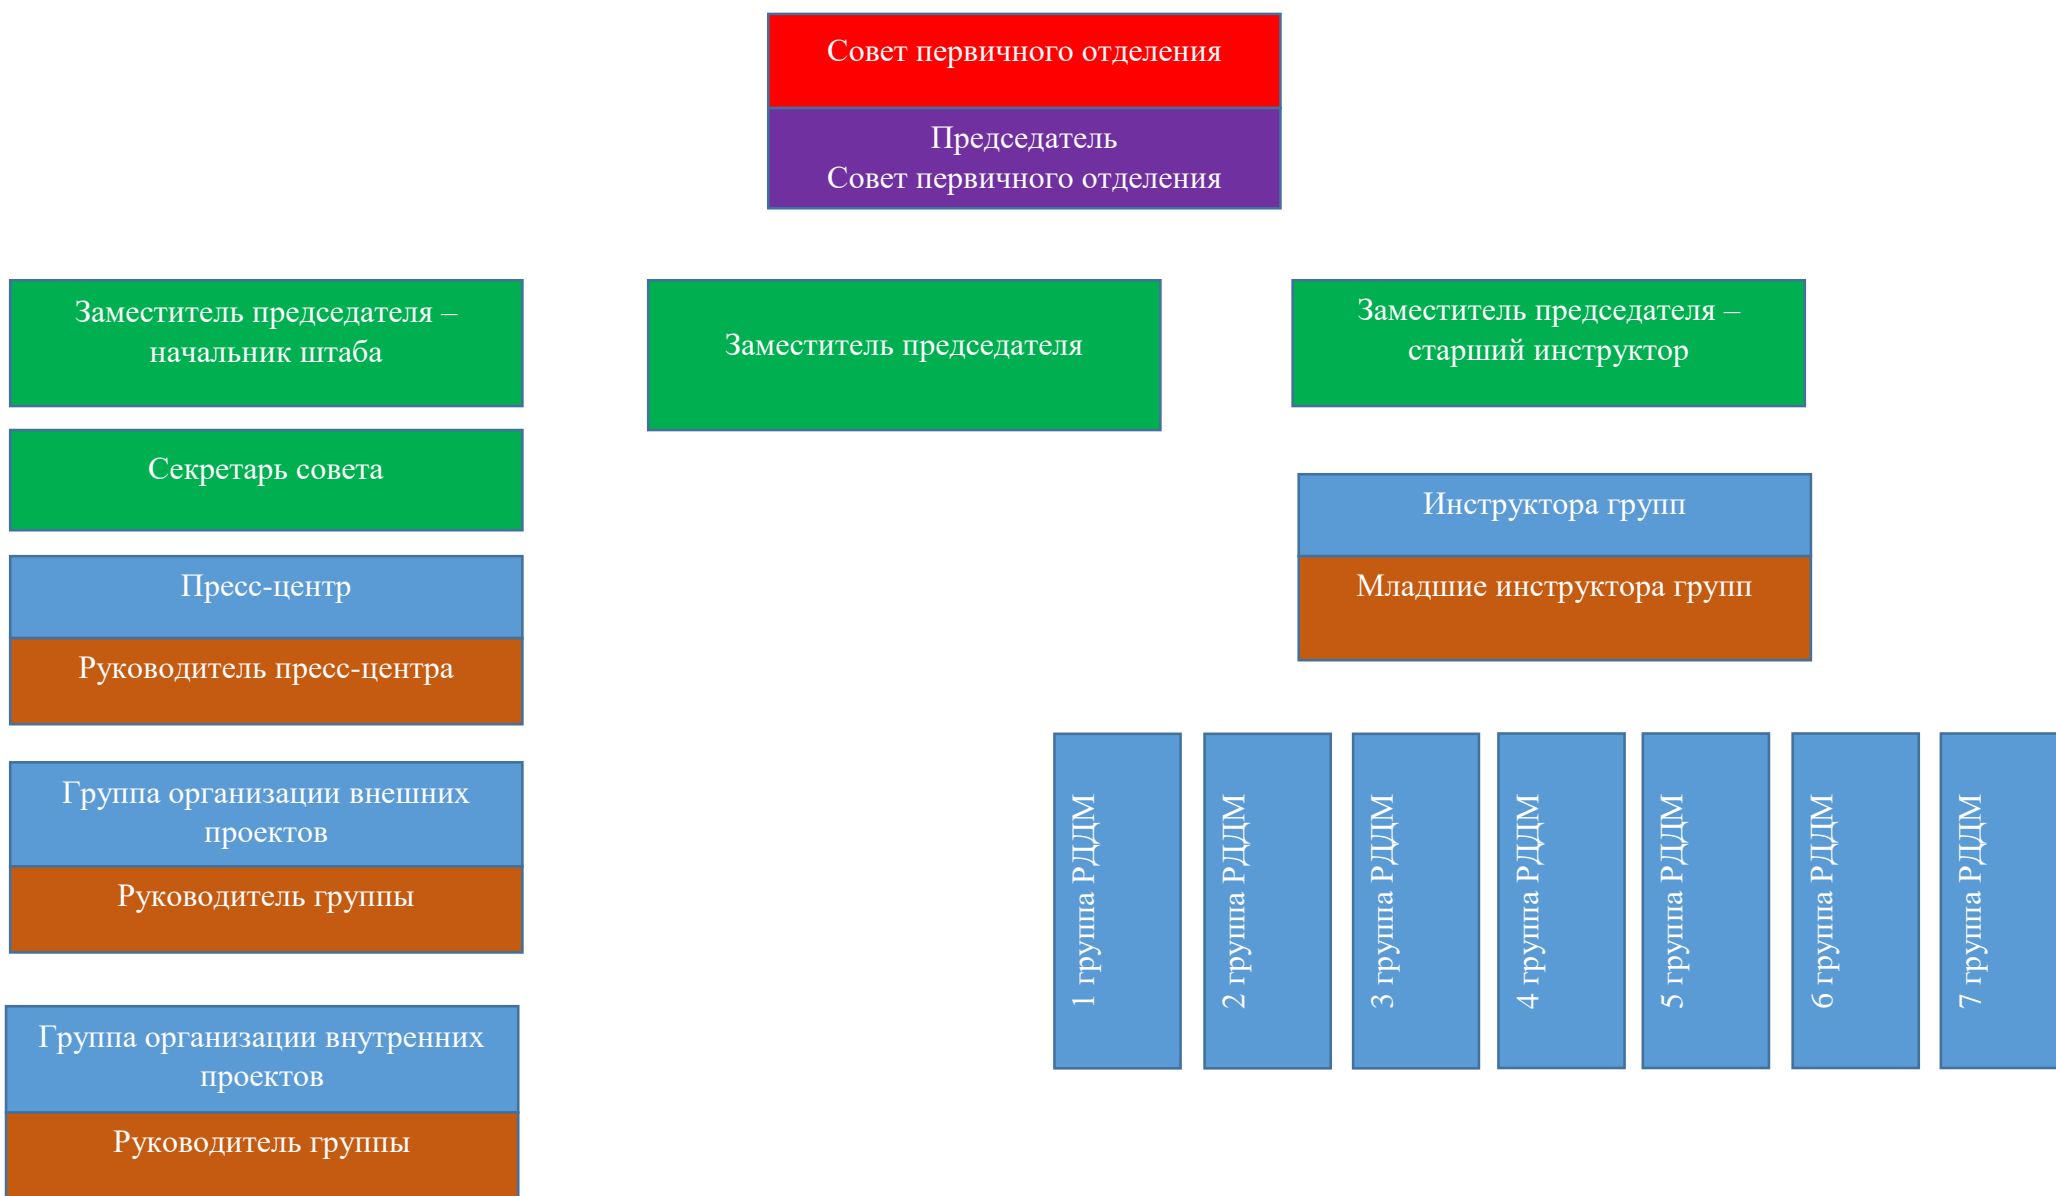 Совет первичного отделения
Председатель
Совет первичного отделения
Заместитель председателя –
начальник штаба
Заместитель председателя
Заместитель председателя –
старший инструктор
Секретарь совета
Инструктора групп
Младшие инструктора групп
Пресс-центр
Руководитель пресс-центра
Группа организации внешних
проектов
Руководитель группы
Группа организации внутренних
проектов
Руководитель группы
1 группа РДДМ
2 группа РДДМ
3 группа РДДМ
4 группа РДДМ
5 группа РДДМ
6 группа РДДМ
7 группа РДДМ